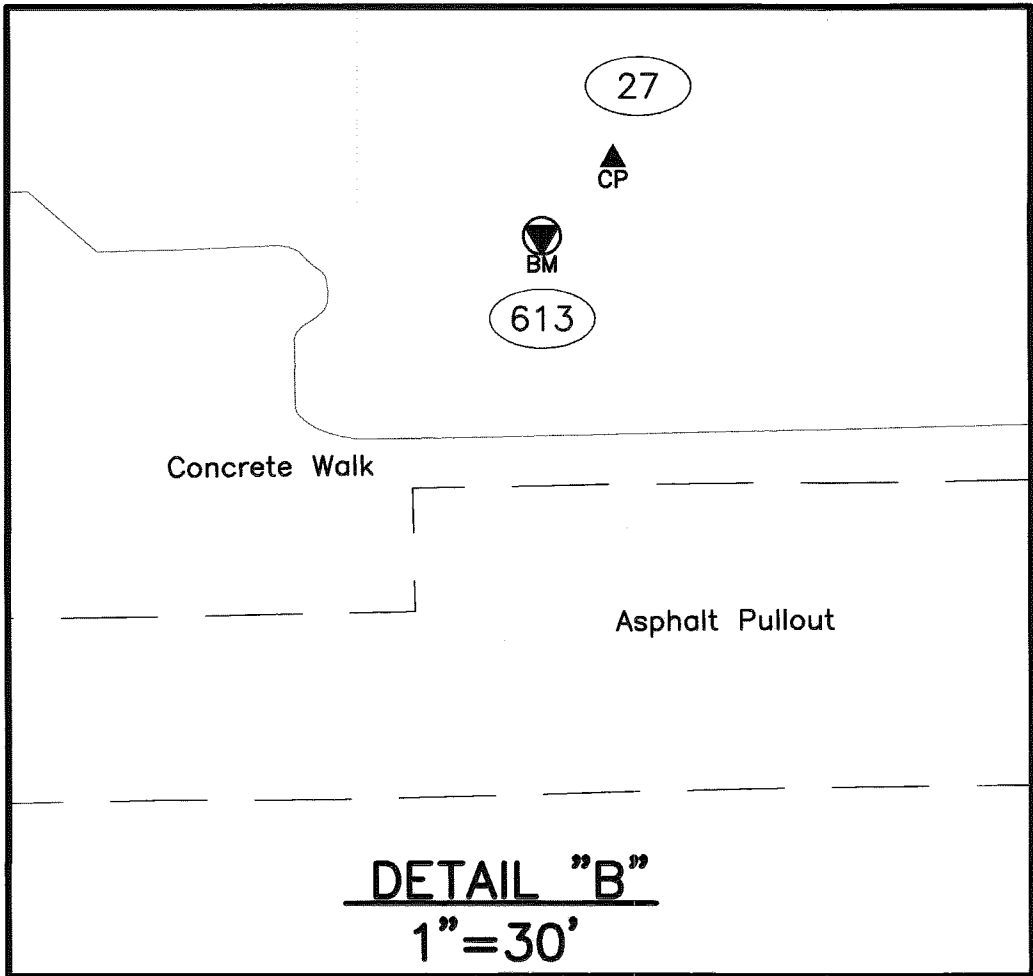 27
CP
BM
613
Concrete Walk
Asphalt Pullout
DETAIL "B"
1"=30'